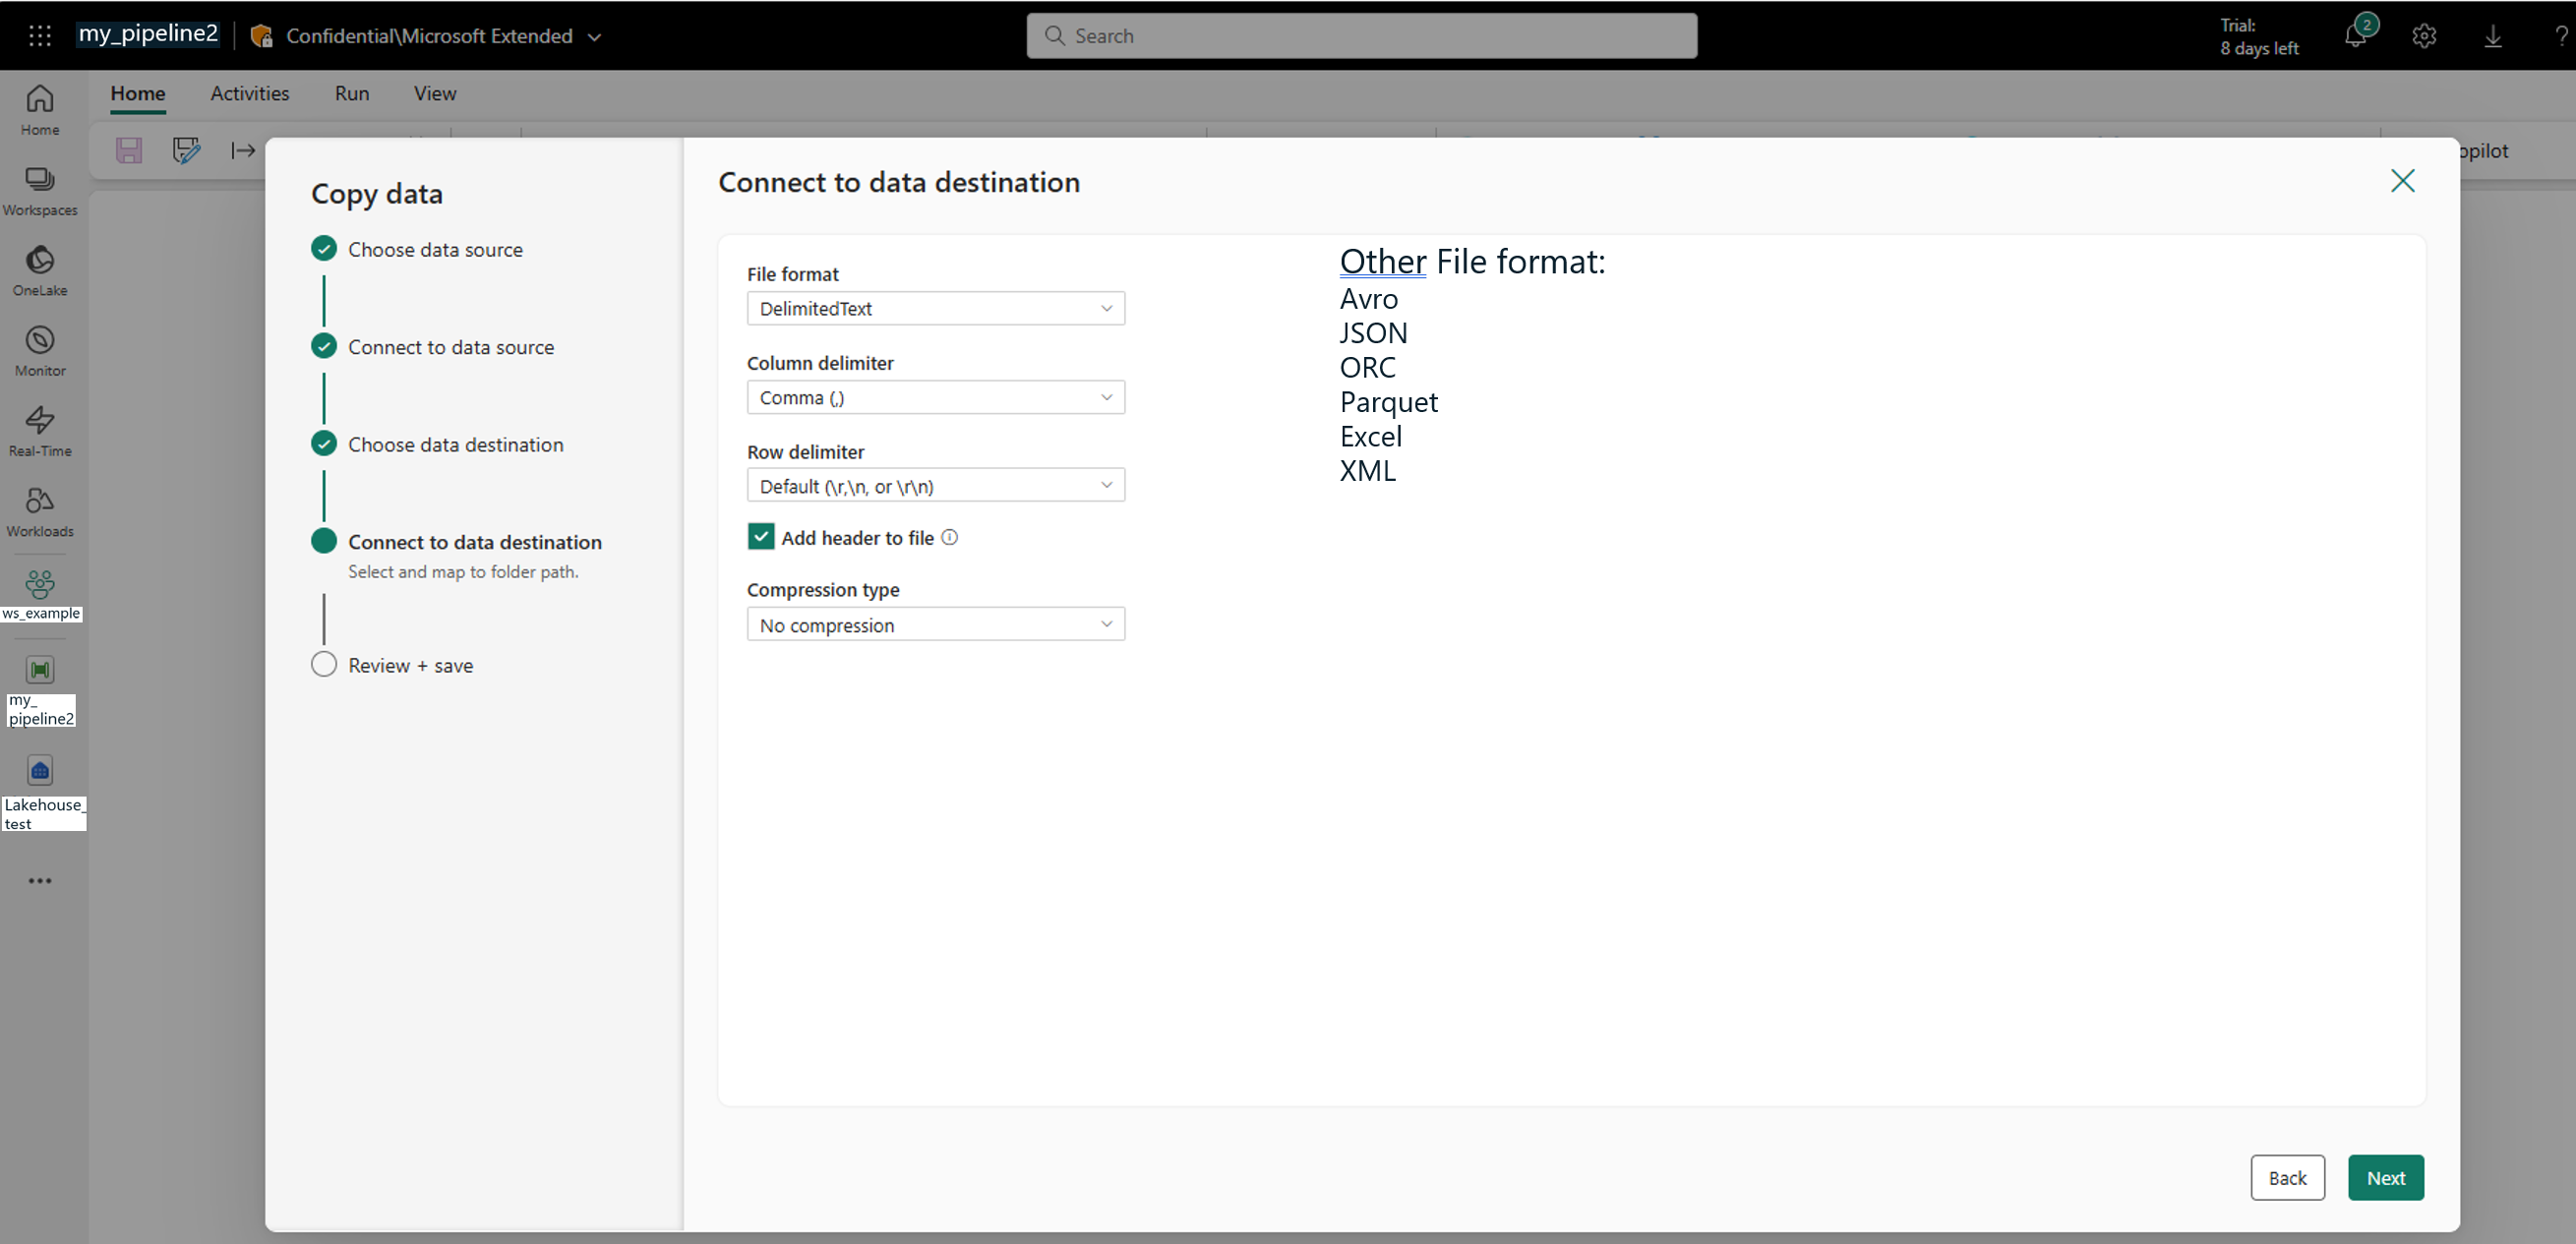 my_pipeline2
Confidential\Microsoft Extended
Search
Trial:
8 days left
2
?
Home
Activities
Run
View
Home
Workspaces
OneLake
Monitor
Real-Time
Workloads
ws_example
my_
pipeline2
Lakehouse_
test
opilot
Copy data
Choose data source
Connect to data source
Choose data destination
Connect to data destination
Select and map to folder path.
Review + save
Connect to data destination
File format
DelimitedText
Column delimiter
Comma (,)
Row delimiter
Default (\r,\n, or \r\n)
Add header to file
Compression type
No compression
Other File format:
Avro
JSON
ORC
Parquet
Excel
XML
Back
Next